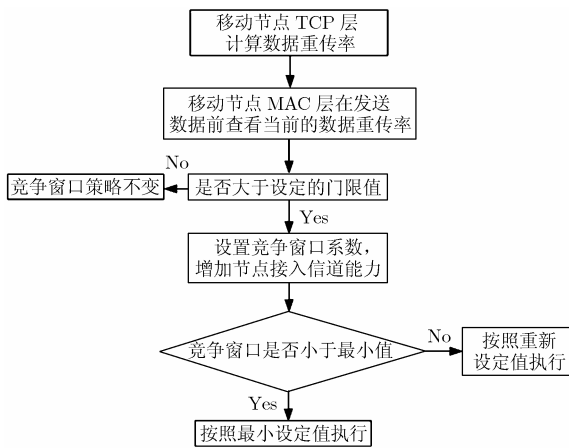 移动节点 TCP 层
计算数据重传率
移动节点 MAC 层在发送
数据前查看当前的数据重传率
No
竞争窗口策略不变
是否大于设定的门限值
Yes
设置竞争窗口系数,
增加节点接入信道能力
竞争窗口是否小于最小值
No
按照重新
设定值执行
Yes
按照最小设定值执行